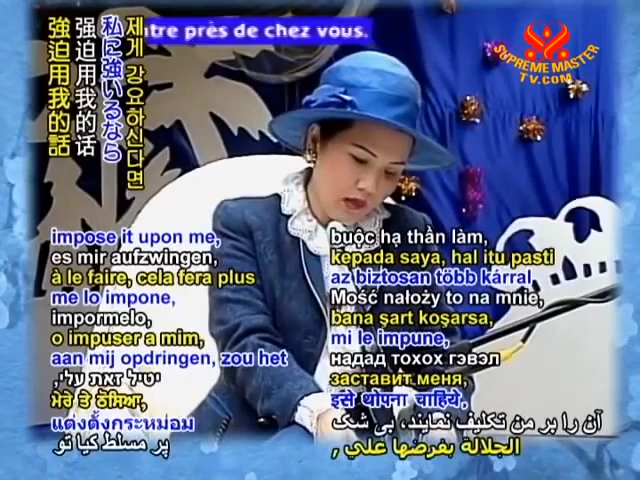 ntre près de chez vous.
SUPREME MASTER
TV.COM
제게 강요하신다면
私に強いるなら
强迫用我的话
強迫用我的話
impose it upon me,
es mir aufzwingen,
à le faire, cela fera plus
me lo impone,
impormelo,
o impuser a mim,
aan mij opdringen, zou het
יטיל זאת עלי,
ਮੇਰੇ ਤੇ ਠੋਸਿਆ,
แต่งตั้งกระหม่อม
پر مسلط کیا تو
buộc hạ thần làm,
kepada saya, hal itu pasti
az biztosan több kárral
Mość nałoży to na mnie,
bana şart koşarsa,
mi le impune,
надад тохох гэвэл
заставит меня,
इसे थोपना चाहिये,
آن را بر من تکلیف نمایند، بی شک
الجلالة بفرضها علي ,